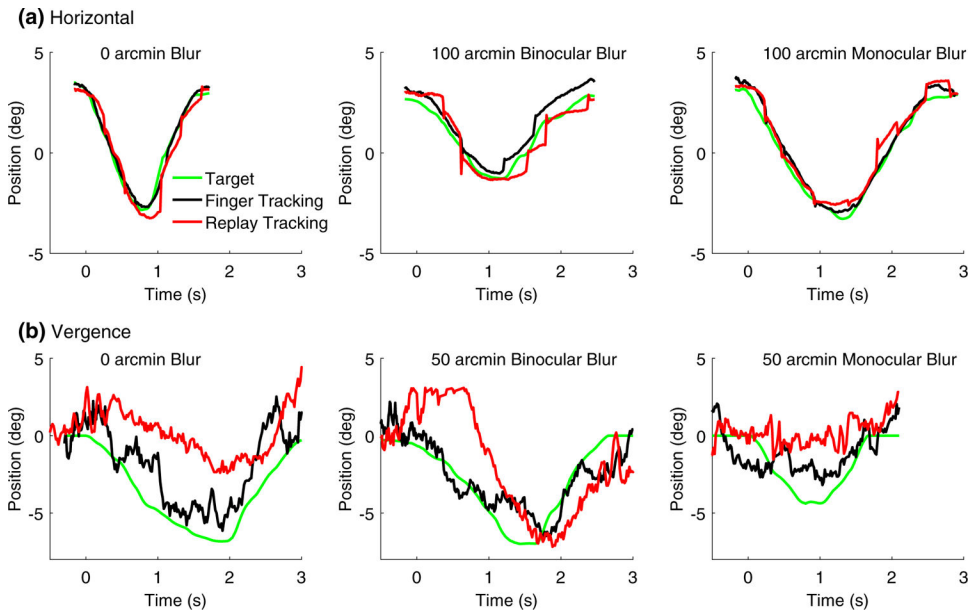 (a) Horizontal
0 arcmin Blur
100 arcmin Binocular Blur
100 arcmin Monocular Blur
5
0
-5
Position (deg)
0 1 2 3
Time (s)
Target
Finger Tracking
Replay Tracking
5
0
-5
Position (deg)
0 1 2 3
Time (s)
5
0
-5
Position (deg)
0 1 2 3
Time (s)
(b) Vergence
0 arcmin Blur
50 arcmin Binocular Blur
50 arcmin Monocular Blur
5
0
-5
Position (deg)
0 1 2 3
Time (s)
5
0
-5
Position (deg)
0 1 2 3
Time (s)
5
0
-5
Position (deg)
0 1 2 3
Time (s)